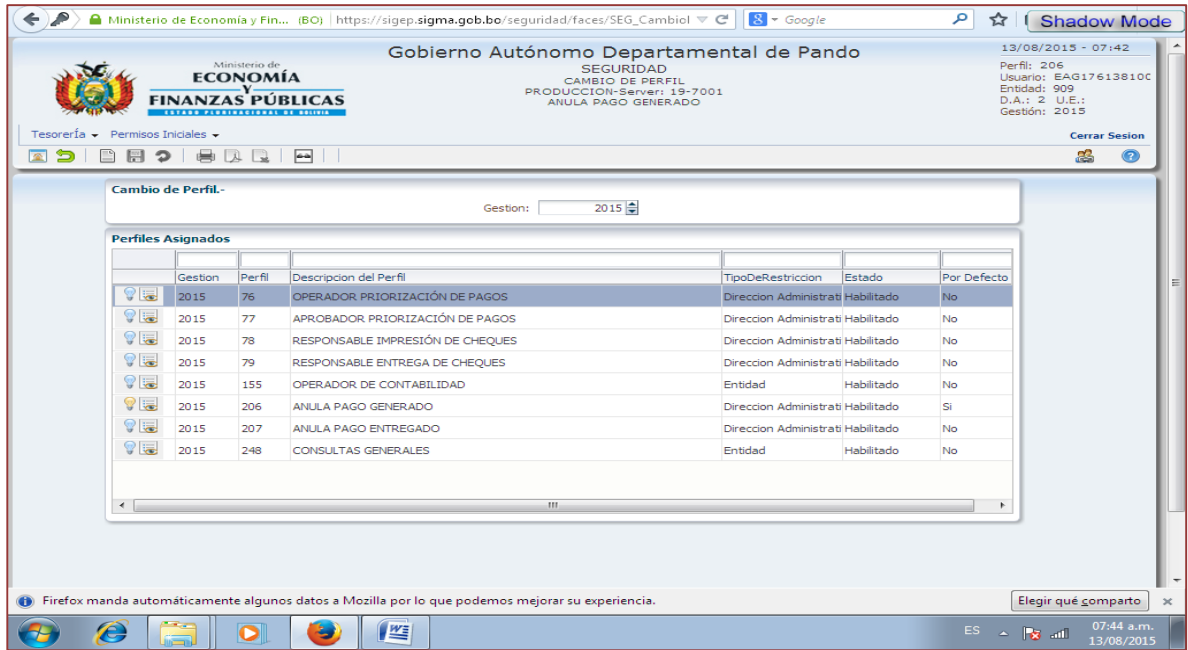 Ministerio de Economía y Fin... (BO) https://sigep.sigma.gob.bo/seguridad/faces/SEG_Cambiol Google
Shadow Mode
Ministerio de
ECONOMÍA
Y
FINANZAS PÚBLICAS
ESTADO PLURINACIONAL DE BOLIVIA
Gobierno Autónomo Departamental de Pando
SEGURIDAD
CAMBIO DE PERFIL
PRODUCCION-Server: 19-7001
ANULA PAGO GENERADO
13/08/2015 - 07:42
Perfil: 206
Usuario: EAG17613810C
Entidad: 909
D.A.: 2 U.E.:
Gestión: 2015
Tesorería Permisos Iniciales
Cerrar Sesion
Cambio de Perfil.-
Gestion: 2015
Perfiles Asignados
Gestion Perfil Descripcion del Perfil TipoDeRestriccion Estado Por Defecto
2015 76 OPERADOR PRIORIZACIÓN DE PAGOS Direccion Administrati Habilitado No
2015 77 APROBADOR PRIORIZACIÓN DE PAGOS Direccion Administrati Habilitado No
2015 78 RESPONSABLE IMPRESIÓN DE CHEQUES Direccion Administrati Habilitado No
2015 79 RESPONSABLE ENTREGA DE CHEQUES Direccion Administrati Habilitado No
2015 155 OPERADOR DE CONTABILIDAD Entidad Habilitado No
2015 206 ANULA PAGO GENERADO Direccion Administrati Habilitado Si
2015 207 ANULA PAGO ENTREGADO Direccion Administrati Habilitado No
2015 248 CONSULTAS GENERALES Entidad Habilitado No
Firefox manda automáticamente algunos datos a Mozilla por lo que podemos mejorar su experiencia.
Elegir qué comparto
ES
07:44 a.m.
13/08/2015